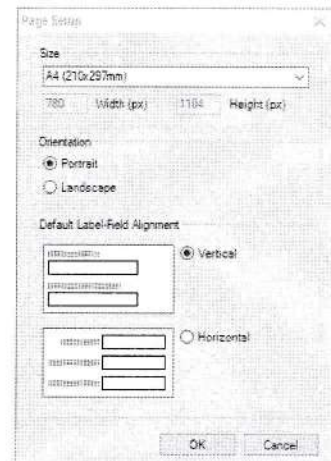 Page Setup
Size
A4 (210x297mm)
780 Width (px) 1104 Height (px)
Orientation
Portrait
Landscape
Default Label-Field Alignment
Vertical
Horizontal
OK Cancel